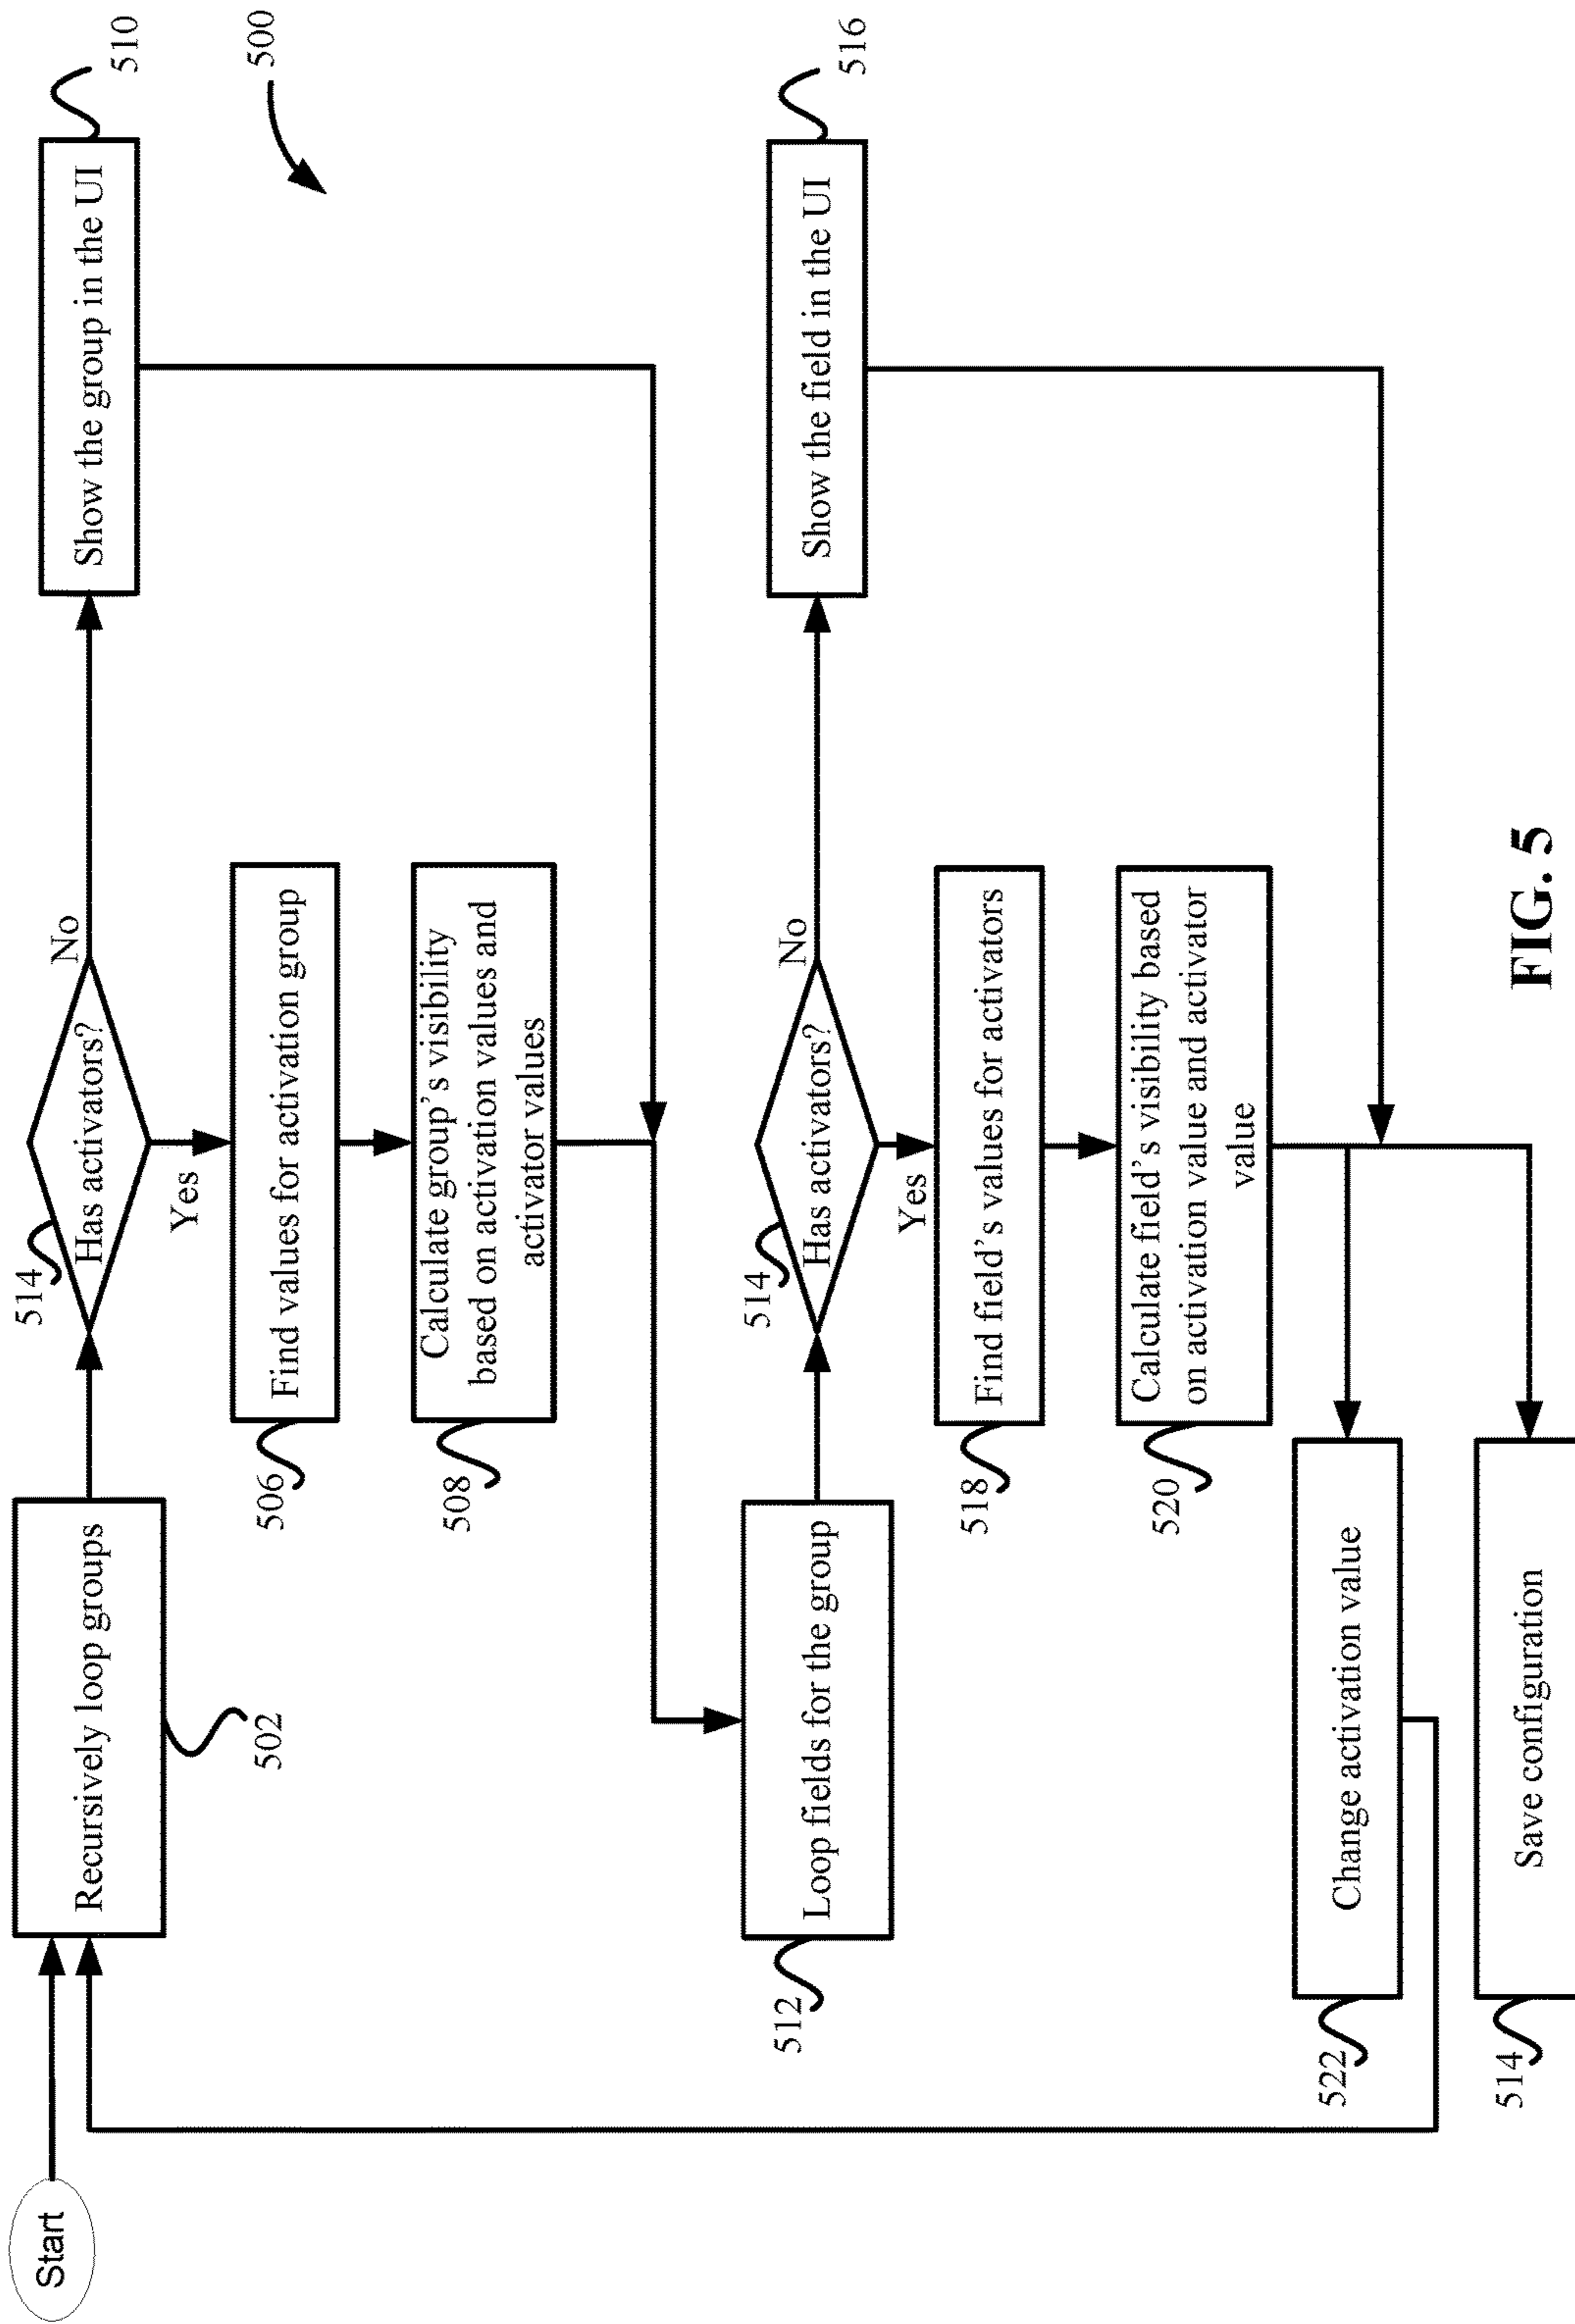 Start
Recursively loop groups
502
514
Has activators?
No
Yes
Show the group in the UI
510
500
506
Find values for activation group
508
Calculate group's visibility
based on activation values and
activator values
512
Loop fields for the group
514
Has activators?
No
Yes
Show the field in the UI
516
518
Find field's values for activators
520
Calculate field's visibility based
on activation value and activator
value
522
Change activation value
514
Save configuration
FIG. 5